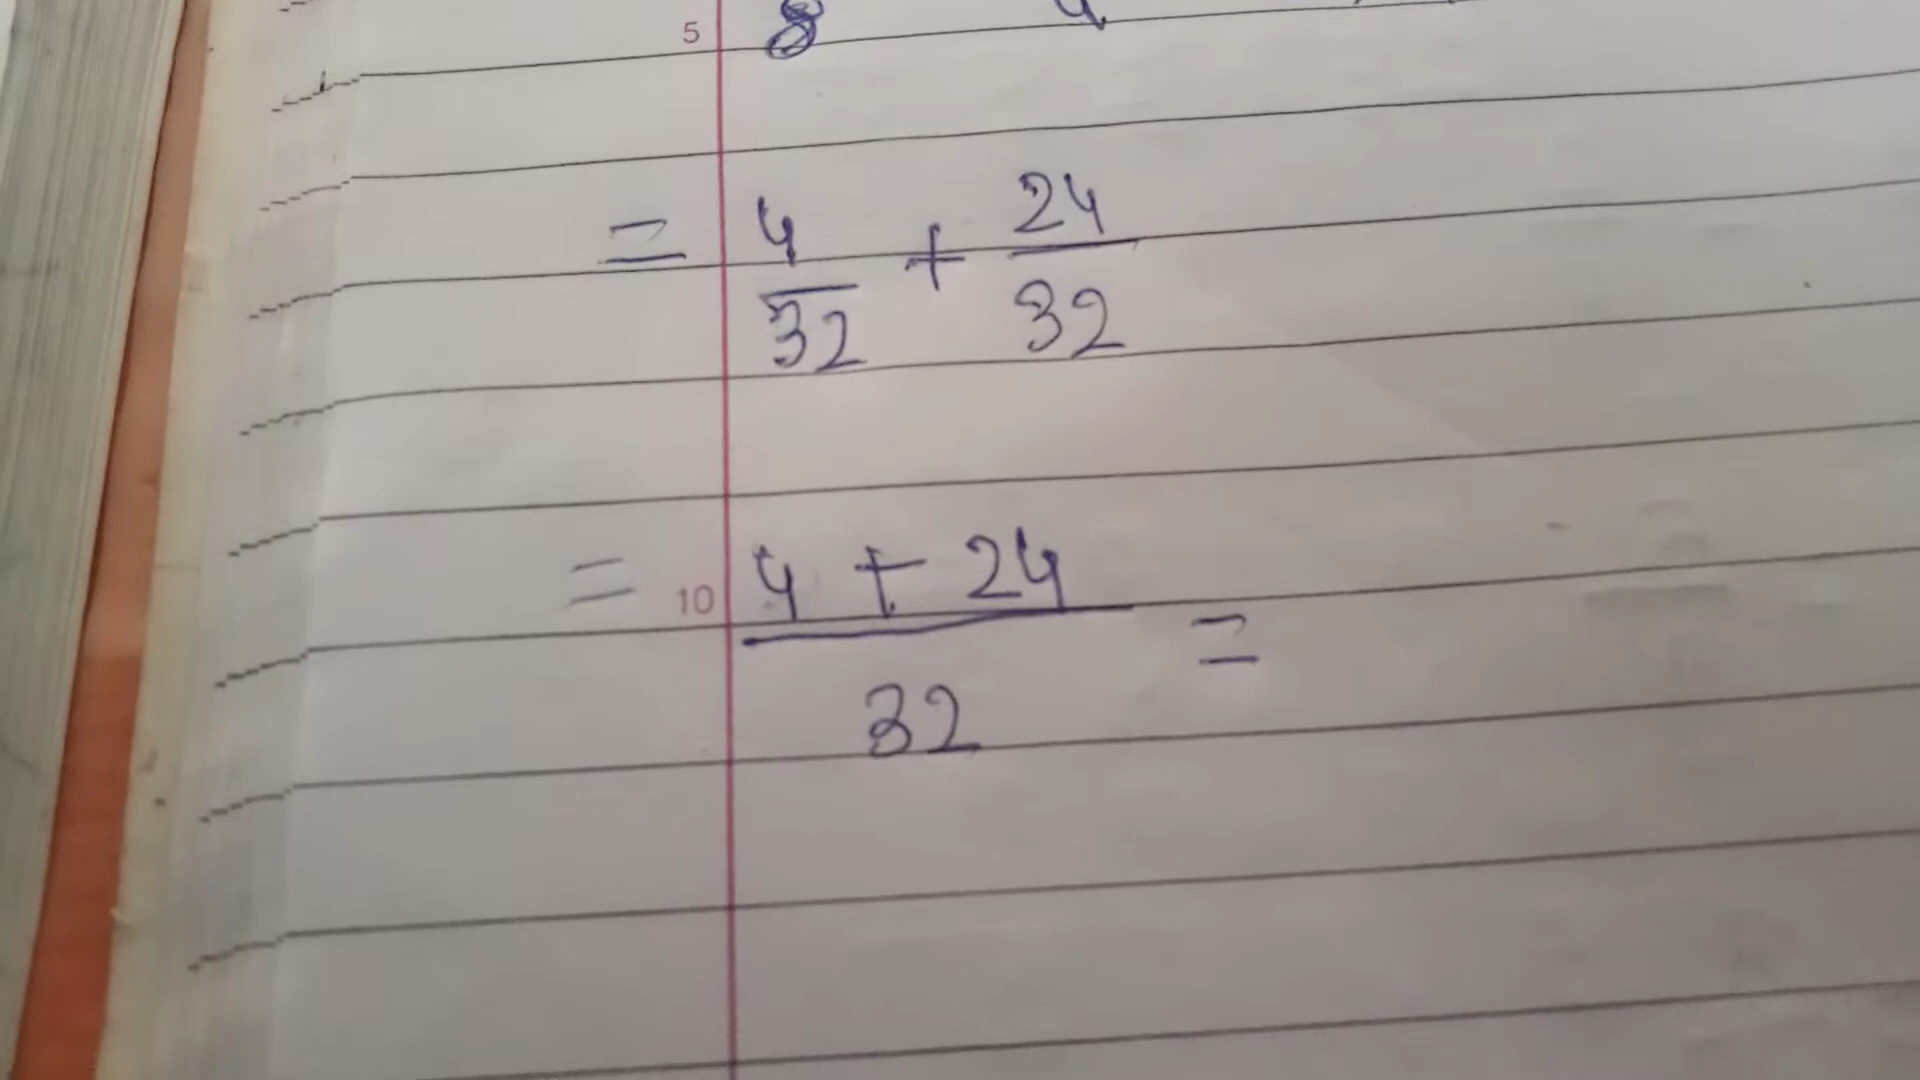 5 8
= 4/32 + 24/32
= 10 4 + 24/32 =